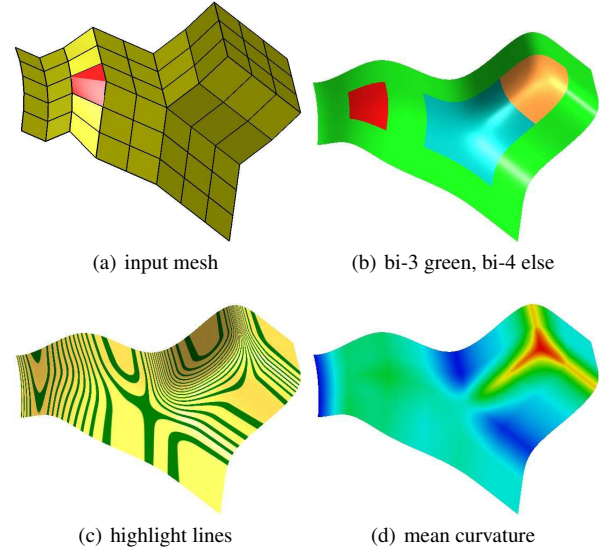 (a) input mesh
(b) bi-3 green, bi-4 else
(c) highlight lines
(d) mean curvature